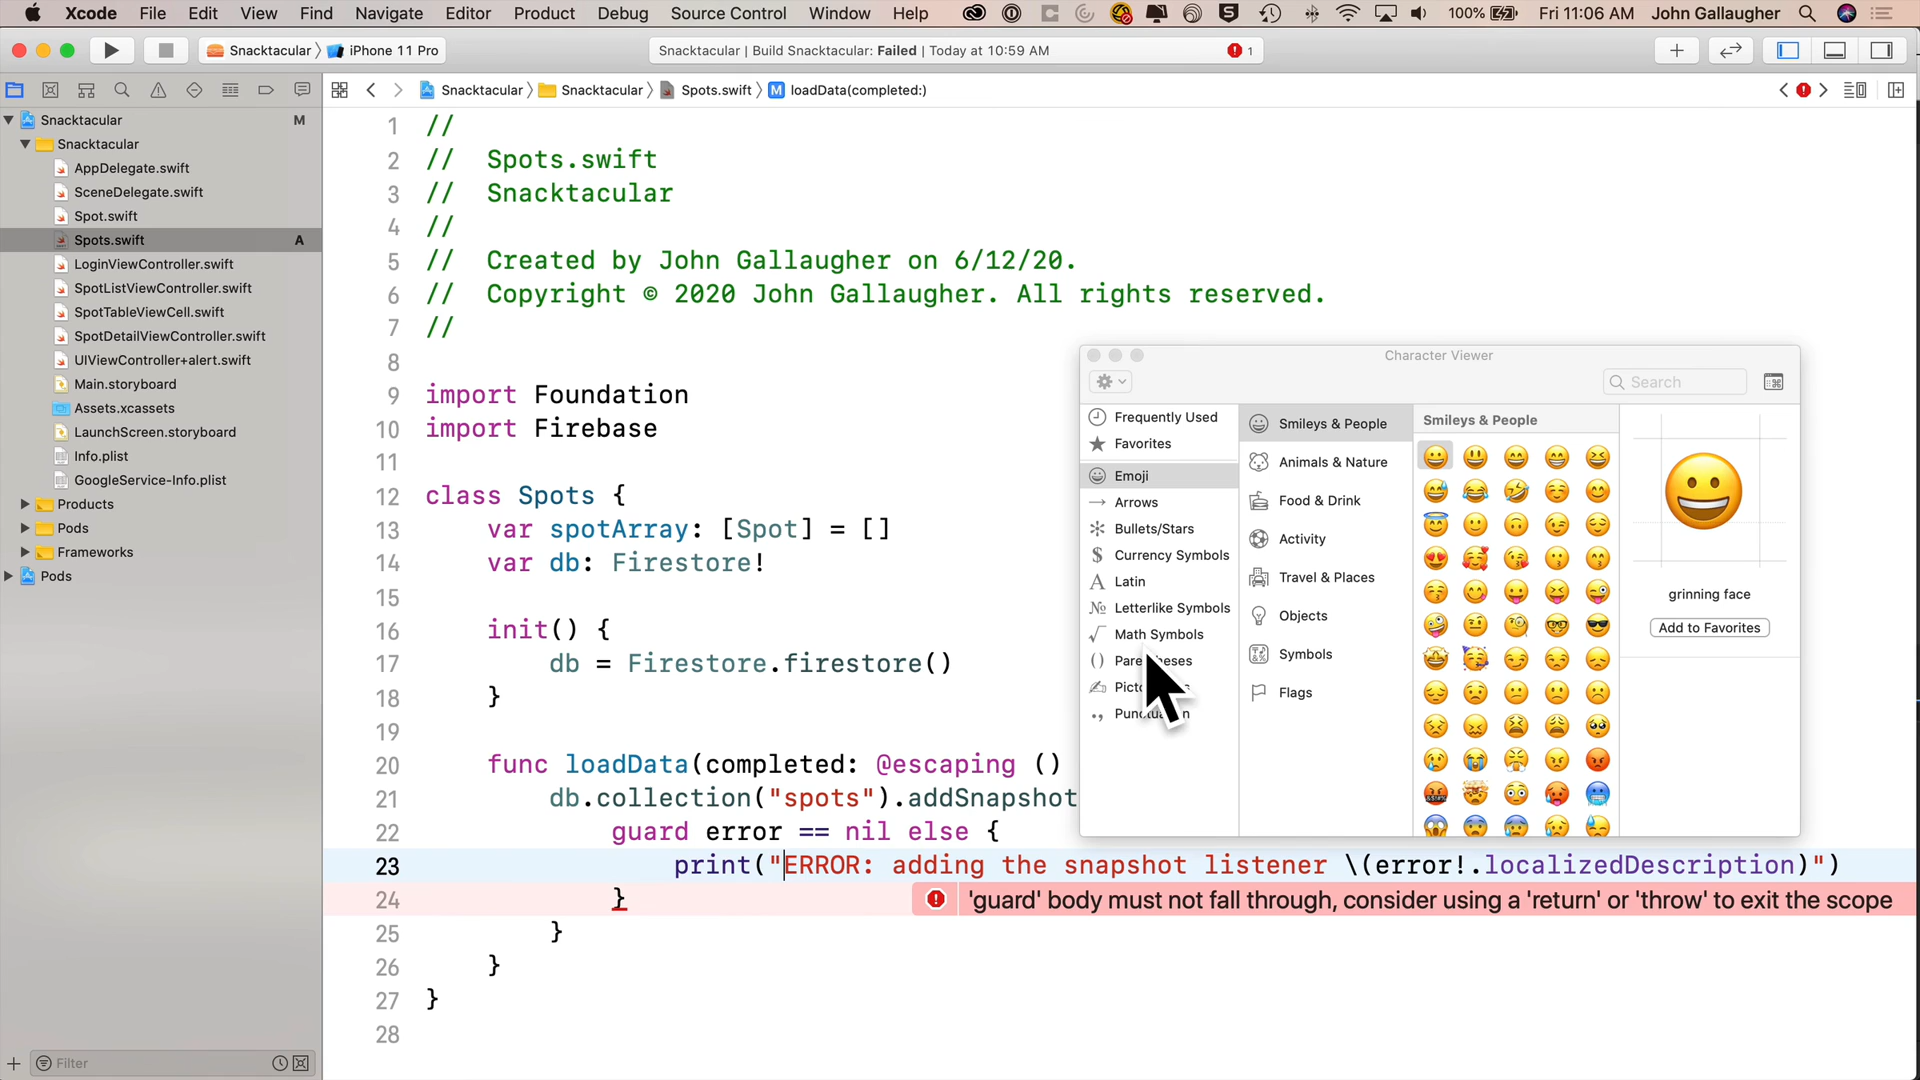 Xcode File Edit View Find Navigate Editor Product Debug Source Control Window Help 100% Fri 11:06 AM John Gallaugher
Snacktacular iPhone 11 Pro
Snacktacular | Build Snacktacular: Failed | Today at 10:59 AM 1
Snacktacular Snacktacular Spots.swift M loadData(completed:)
Snacktacular M
Snacktacular
AppDelegate.swift
SceneDelegate.swift
Spot.swift
Spots.swift A
LoginViewController.swift
SpotListViewController.swift
SpotTableViewCell.swift
SpotDetailViewController.swift
UIViewController+alert.swift
Main.storyboard
Assets.xcassets
LaunchScreen.storyboard
Info.plist
GoogleService-Info.plist
Products
Pods
Frameworks
Pods
Filter
1 //
2 // Spots.swift
3 // Snacktacular
4 //
5 // Created by John Gallaugher on 6/12/20.
6 // Copyright © 2020 John Gallaugher. All rights reserved.
7 //
8
9 import Foundation
10 import Firebase
11
12 class Spots {
13 var spotArray: [Spot] = []
14 var db: Firestore!
15
16 init() {
17 db = Firestore.firestore()
18 }
19
20 func loadData(completed: @escaping ()
21 db.collection("spots").addSnapshot
22 guard error == nil else {
23 print("ERROR: adding the snapshot listener \(error!.localizedDescription)")
24 } 'guard' body must not fall through, consider using a 'return' or 'throw' to exit the scope
25 }
26 }
27 }
28
Character Viewer
Search
Frequently Used
Favorites
Emoji
Arrows
Bullets/Stars
$ Currency Symbols
A Latin
№ Letterlike Symbols
√ Math Symbols
Smileys & People
Animals & Nature
Food & Drink
Activity
Travel & Places
Objects
Symbols
Flags
Smileys & People
grinning face
Add to Favorites